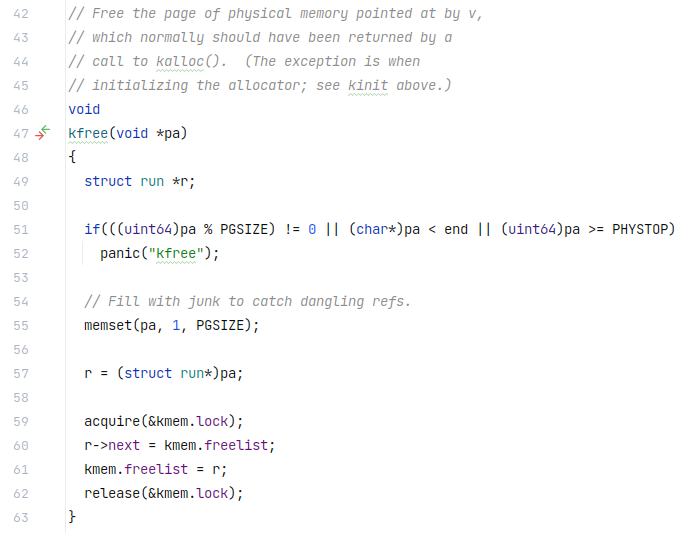 42 // Free the page of physical memory pointed at by v,
43 // which normally should have been returned by a
44 // call to kalloc().  (The exception is when
45 // initializing the allocator; see kinit above.)
46 void
47 kfree(void *pa)
48 {
49   struct run *r;
50
51   if(((uint64)pa % PGSIZE) != 0 || (char*)pa < end || (uint64)pa >= PHYSTOP)
52     panic("kfree");
53
54   // Fill with junk to catch dangling refs.
55   memset(pa, 1, PGSIZE);
56
57   r = (struct run*)pa;
58
59   acquire(&kmem.lock);
60   r->next = kmem.freelist;
61   kmem.freelist = r;
62   release(&kmem.lock);
63 }